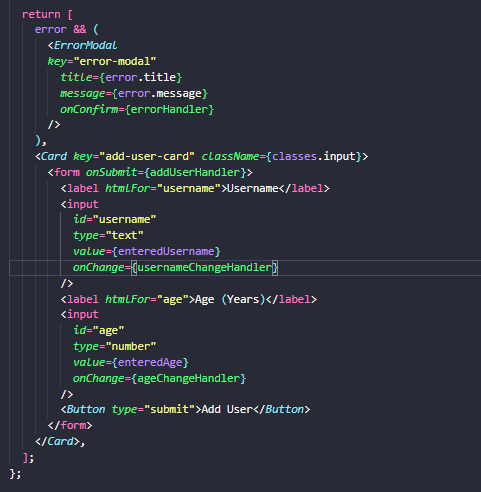 return [
error && (
<ErrorModal
key="error-modal"
title={error.title}
message={error.message}
onConfirm={errorHandler}
/>
),
<Card key="add-user-card" className={classes.input}>
<form onSubmit={addUserHandler}>
<label htmlFor="username">Username</label>
<input
id="username"
type="text"
value={enteredUsername}
onChange={usernameChangeHandler}
/>
<label htmlFor="age">Age (Years)</label>
<input
id="age"
type="number"
value={enteredAge}
onChange={ageChangeHandler}
/>
<Button type="submit">Add User</Button>
</form>
</Card>,
];
};